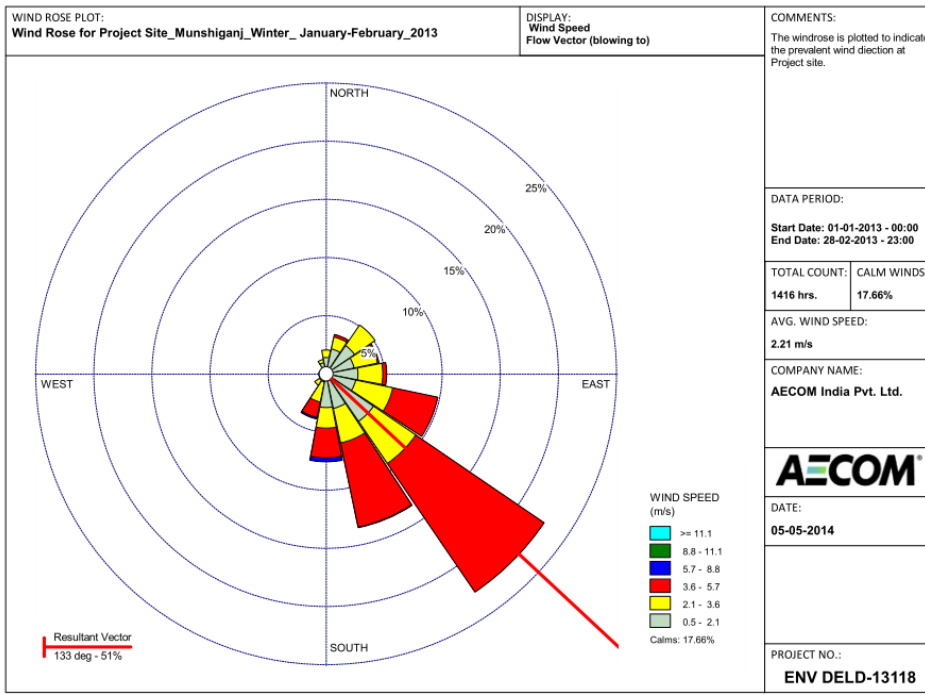 WIND ROSE PLOT:
Wind Rose for Project Site_Munshiganj_Winter_ January-February_2013
DISPLAY:
Wind Speed
Flow Vector (blowing to)
COMMENTS:
The windrose is plotted to indicate
the prevalent wind diection at
Project site.
NORTH
25%
20%
15%
10%
5%
WEST
EAST
SOUTH
WIND SPEED
(m/s)
>= 11.1
8.8 - 11.1
5.7 - 8.8
3.6 - 5.7
2.1 - 3.6
0.5 - 2.1
Calms: 17.66%
Resultant Vector
133 deg - 51%
DATA PERIOD:
Start Date: 01-01-2013 - 00:00
End Date: 28-02-2013 - 23:00
TOTAL COUNT:
1416 hrs.
CALM WINDS
17.66%
AVG. WIND SPEED:
2.21 m/s
COMPANY NAME:
AECOM India Pvt. Ltd.
AECOM
DATE:
05-05-2014
PROJECT NO.:
ENV DELD-13118